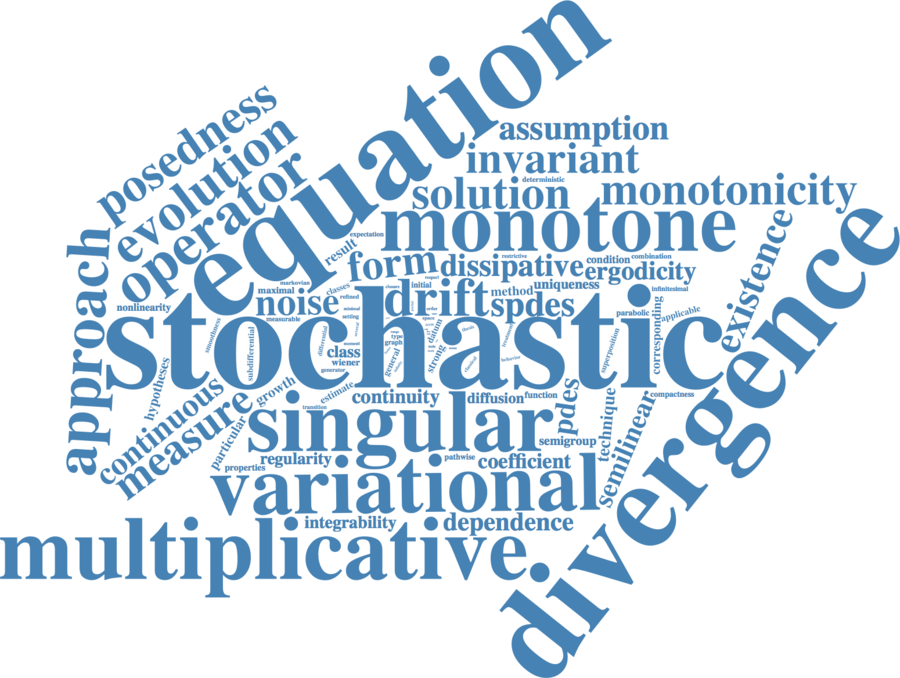 equation
posedness
evolution
operator
approach
assumption
invariant
deterministic
solution
monotonicity
monotone
expectation
result
form
dissipative
restrictive
condition
combination
ergodicity
existence
divergence
markovian
maximal
classes
refined
noise
measurable
nonlinearity
drift
initial
method
uniqueness
infinitesimal
spdes
parabolic
applicable
corresponding
stochastic
smoothness
subdifferential
differential
minimal
setting
moment
class
wiener
generator
type
graph
general
strong
datum
space
behavior
superposition
hypotheses
continuous
measure
growth
estimate
transition
continuity
diffusion
function
pdes
technique
semilinear
compactness
singular
particular
properties
regularity
pathwise
coefficient
semigroup
variational
integrability
dependence
multiplicative